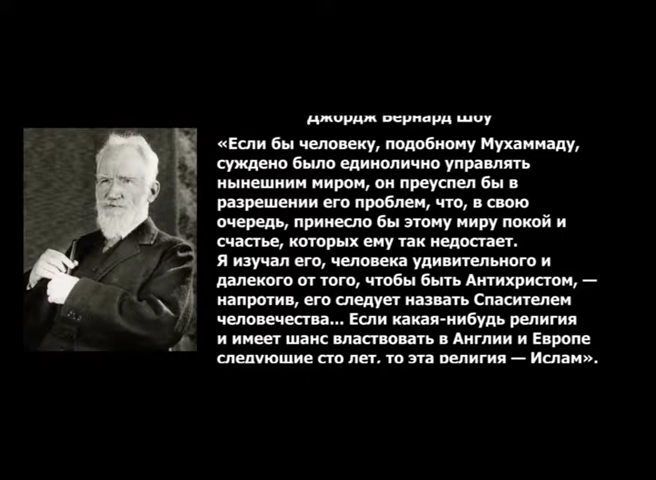 Джордж Бернард Шоу
«Если бы человеку, подобному Мухаммаду,
суждено было единолично управлять
нынешним миром, он преуспел бы в
разрешении его проблем, что, в свою
очередь, принесло бы этому миру покой и
счастье, которых ему так недостает.
Я изучал его, человека удивительного и
далекого от того, чтобы быть Антихристом, —
напротив, его следует назвать Спасителем
человечества... Если какая-нибудь религия
и имеет шанс властвовать в Англии и Европе
следующие сто лет, то эта религия — Ислам».